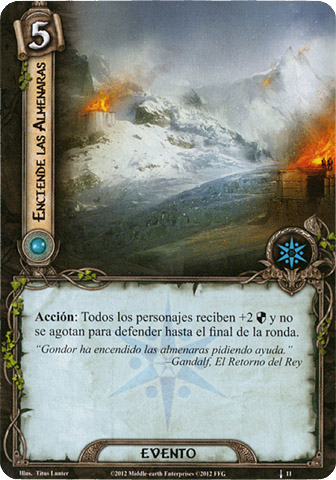 5
Enciende las Almenaras
Acción: Todos los personajes reciben +2 y no
se agotan para defender hasta el final de la ronda.
"Gondor ha encendido las almenaras pidiendo ayuda."
—Gandalf, El Retorno del Rey
EVENTO
Illus. Titus Lunter ©2012 Middle-earth Enterprises ©2012 FFG 11